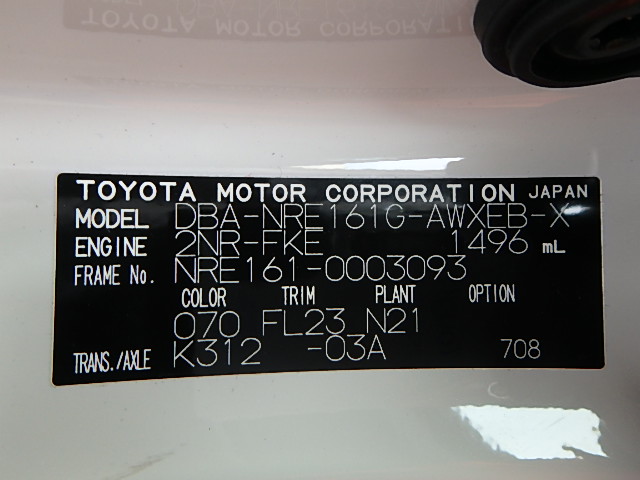 TOYOTA MOTOR CORPORATION JAPAN
MODEL DBA-NRE161G-AWXEB-X
ENGINE 2NR-FKE 1496 mL
FRAME No. NRE161-0003093
COLOR TRIM PLANT OPTION
070 FL23 N21
TRANS./AXLE K312 -03A 708